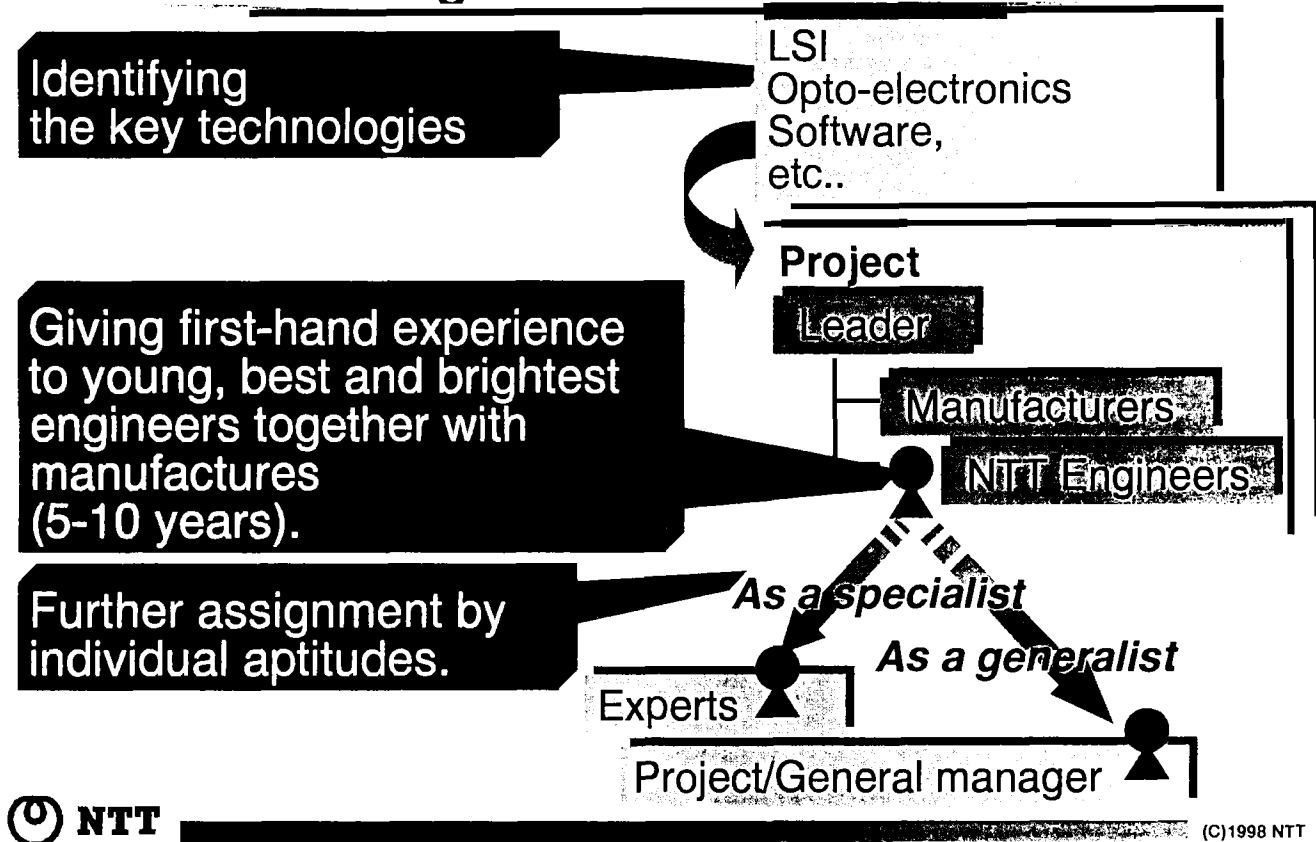 Identifying
the key technologies
LSI
Opto-electronics
Software,
etc..
Project
Leader
Manufacturers
NTT Engineers
Giving first-hand experience
to young, best and brightest
engineers together with
manufactures
(5-10 years).
Further assignment by
individual aptitudes.
As a specialist
As a generalist
Experts
Project/General manager
NTT
(C)1998 NTT